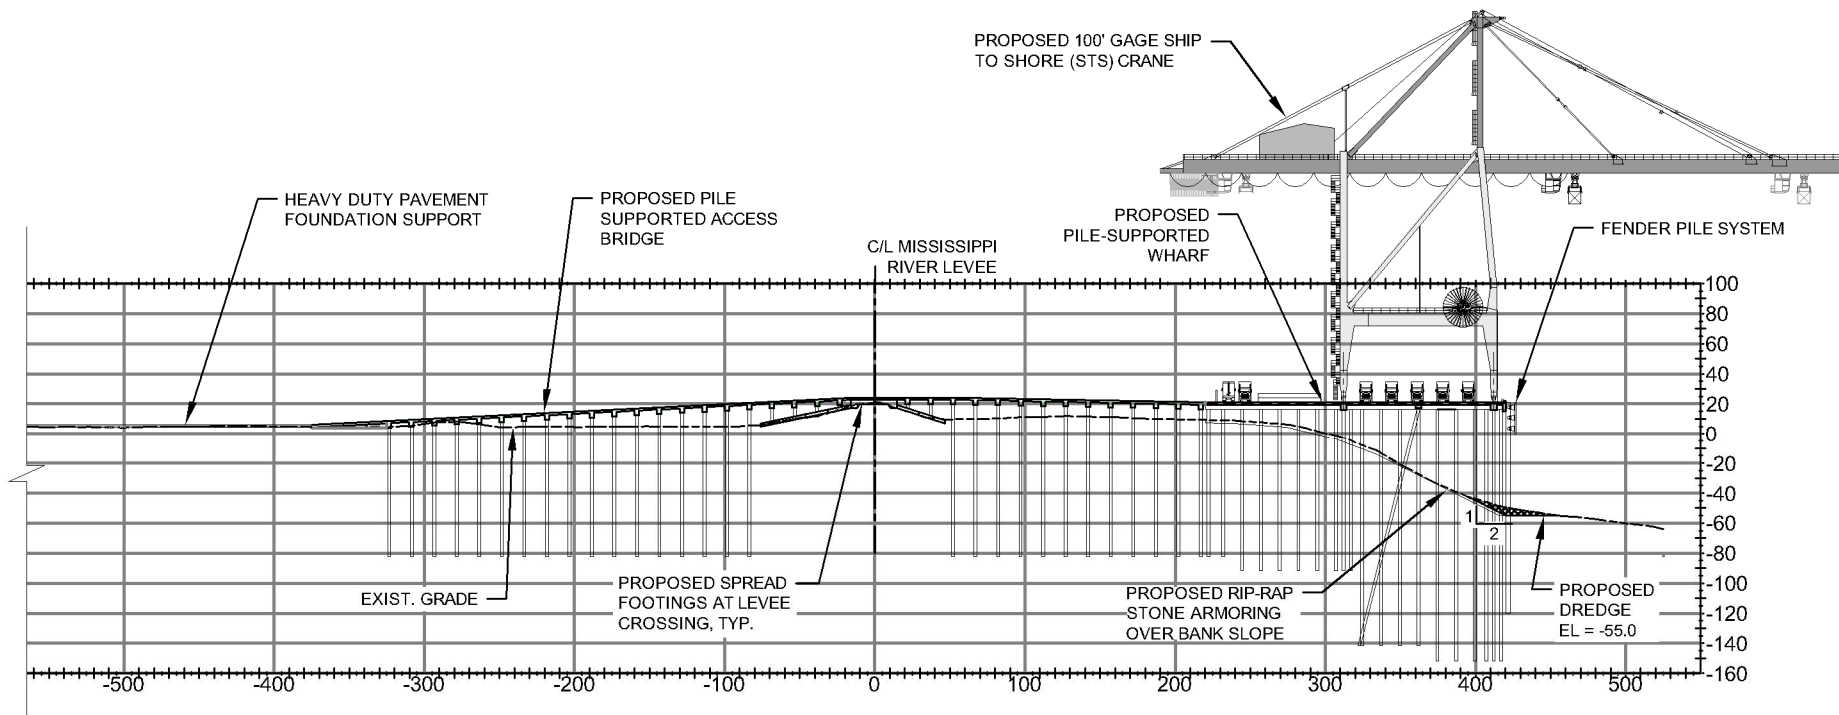 PROPOSED 100' GAGE SHIP
TO SHORE (STS) CRANE
HEAVY DUTY PAVEMENT
FOUNDATION SUPPORT
PROPOSED PILE
SUPPORTED ACCESS
BRIDGE
C/L MISSISSIPPI
RIVER LEVEE
PROPOSED
PILE-SUPPORTED
WHARF
FENDER PILE SYSTEM
100
80
60
40
20
0
-20
-40
-60
-80
-100
-120
-140
-160
1
2
EXIST. GRADE
PROPOSED SPREAD
FOOTINGS AT LEVEE
CROSSING, TYP.
PROPOSED RIP-RAP
STONE ARMORING
OVER BANK SLOPE
PROPOSED
DREDGE
EL = -55.0
-500 -400 -300 -200 -100 0 100 200 300 400 500